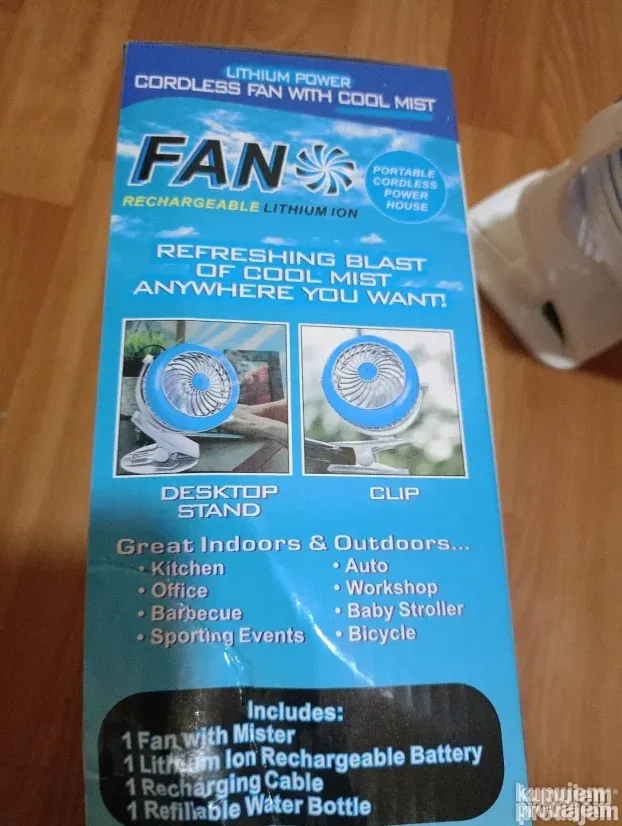 LITHIUM POWER
CORDLESS FAN WITH COOL MIST
FAN
RECHARGEABLE LITHIUM ION
PORTABLE
CORDLESS
POWER
HOUSE
REFRESHING BLAST
OF COOL MIST
ANYWHERE YOU WANT!
DESKTOP
STAND
CLIP
Great Indoors & Outdoors...
• Kitchen
• Office
• Barbecue
• Sporting Events
• Auto
• Workshop
• Baby Stroller
• Bicycle
Includes:
1 Fan with Mister
1 Lithium Ion Rechargeable Battery
1 Recharging Cable
1 Refillable Water Bottle
kupujem
prodajem